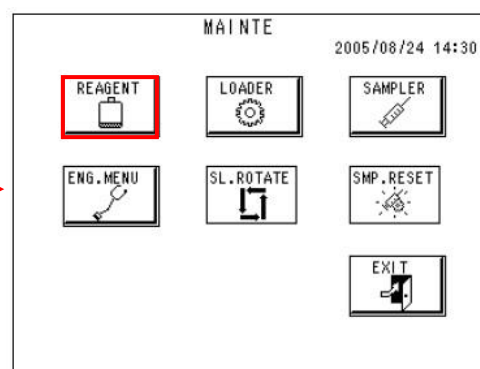 MAINTE
2005/08/24 14:30
REAGENT
LOADER
SAMPLER
ENG.MENU
SL.ROTATE
SMP.RESET
EXIT